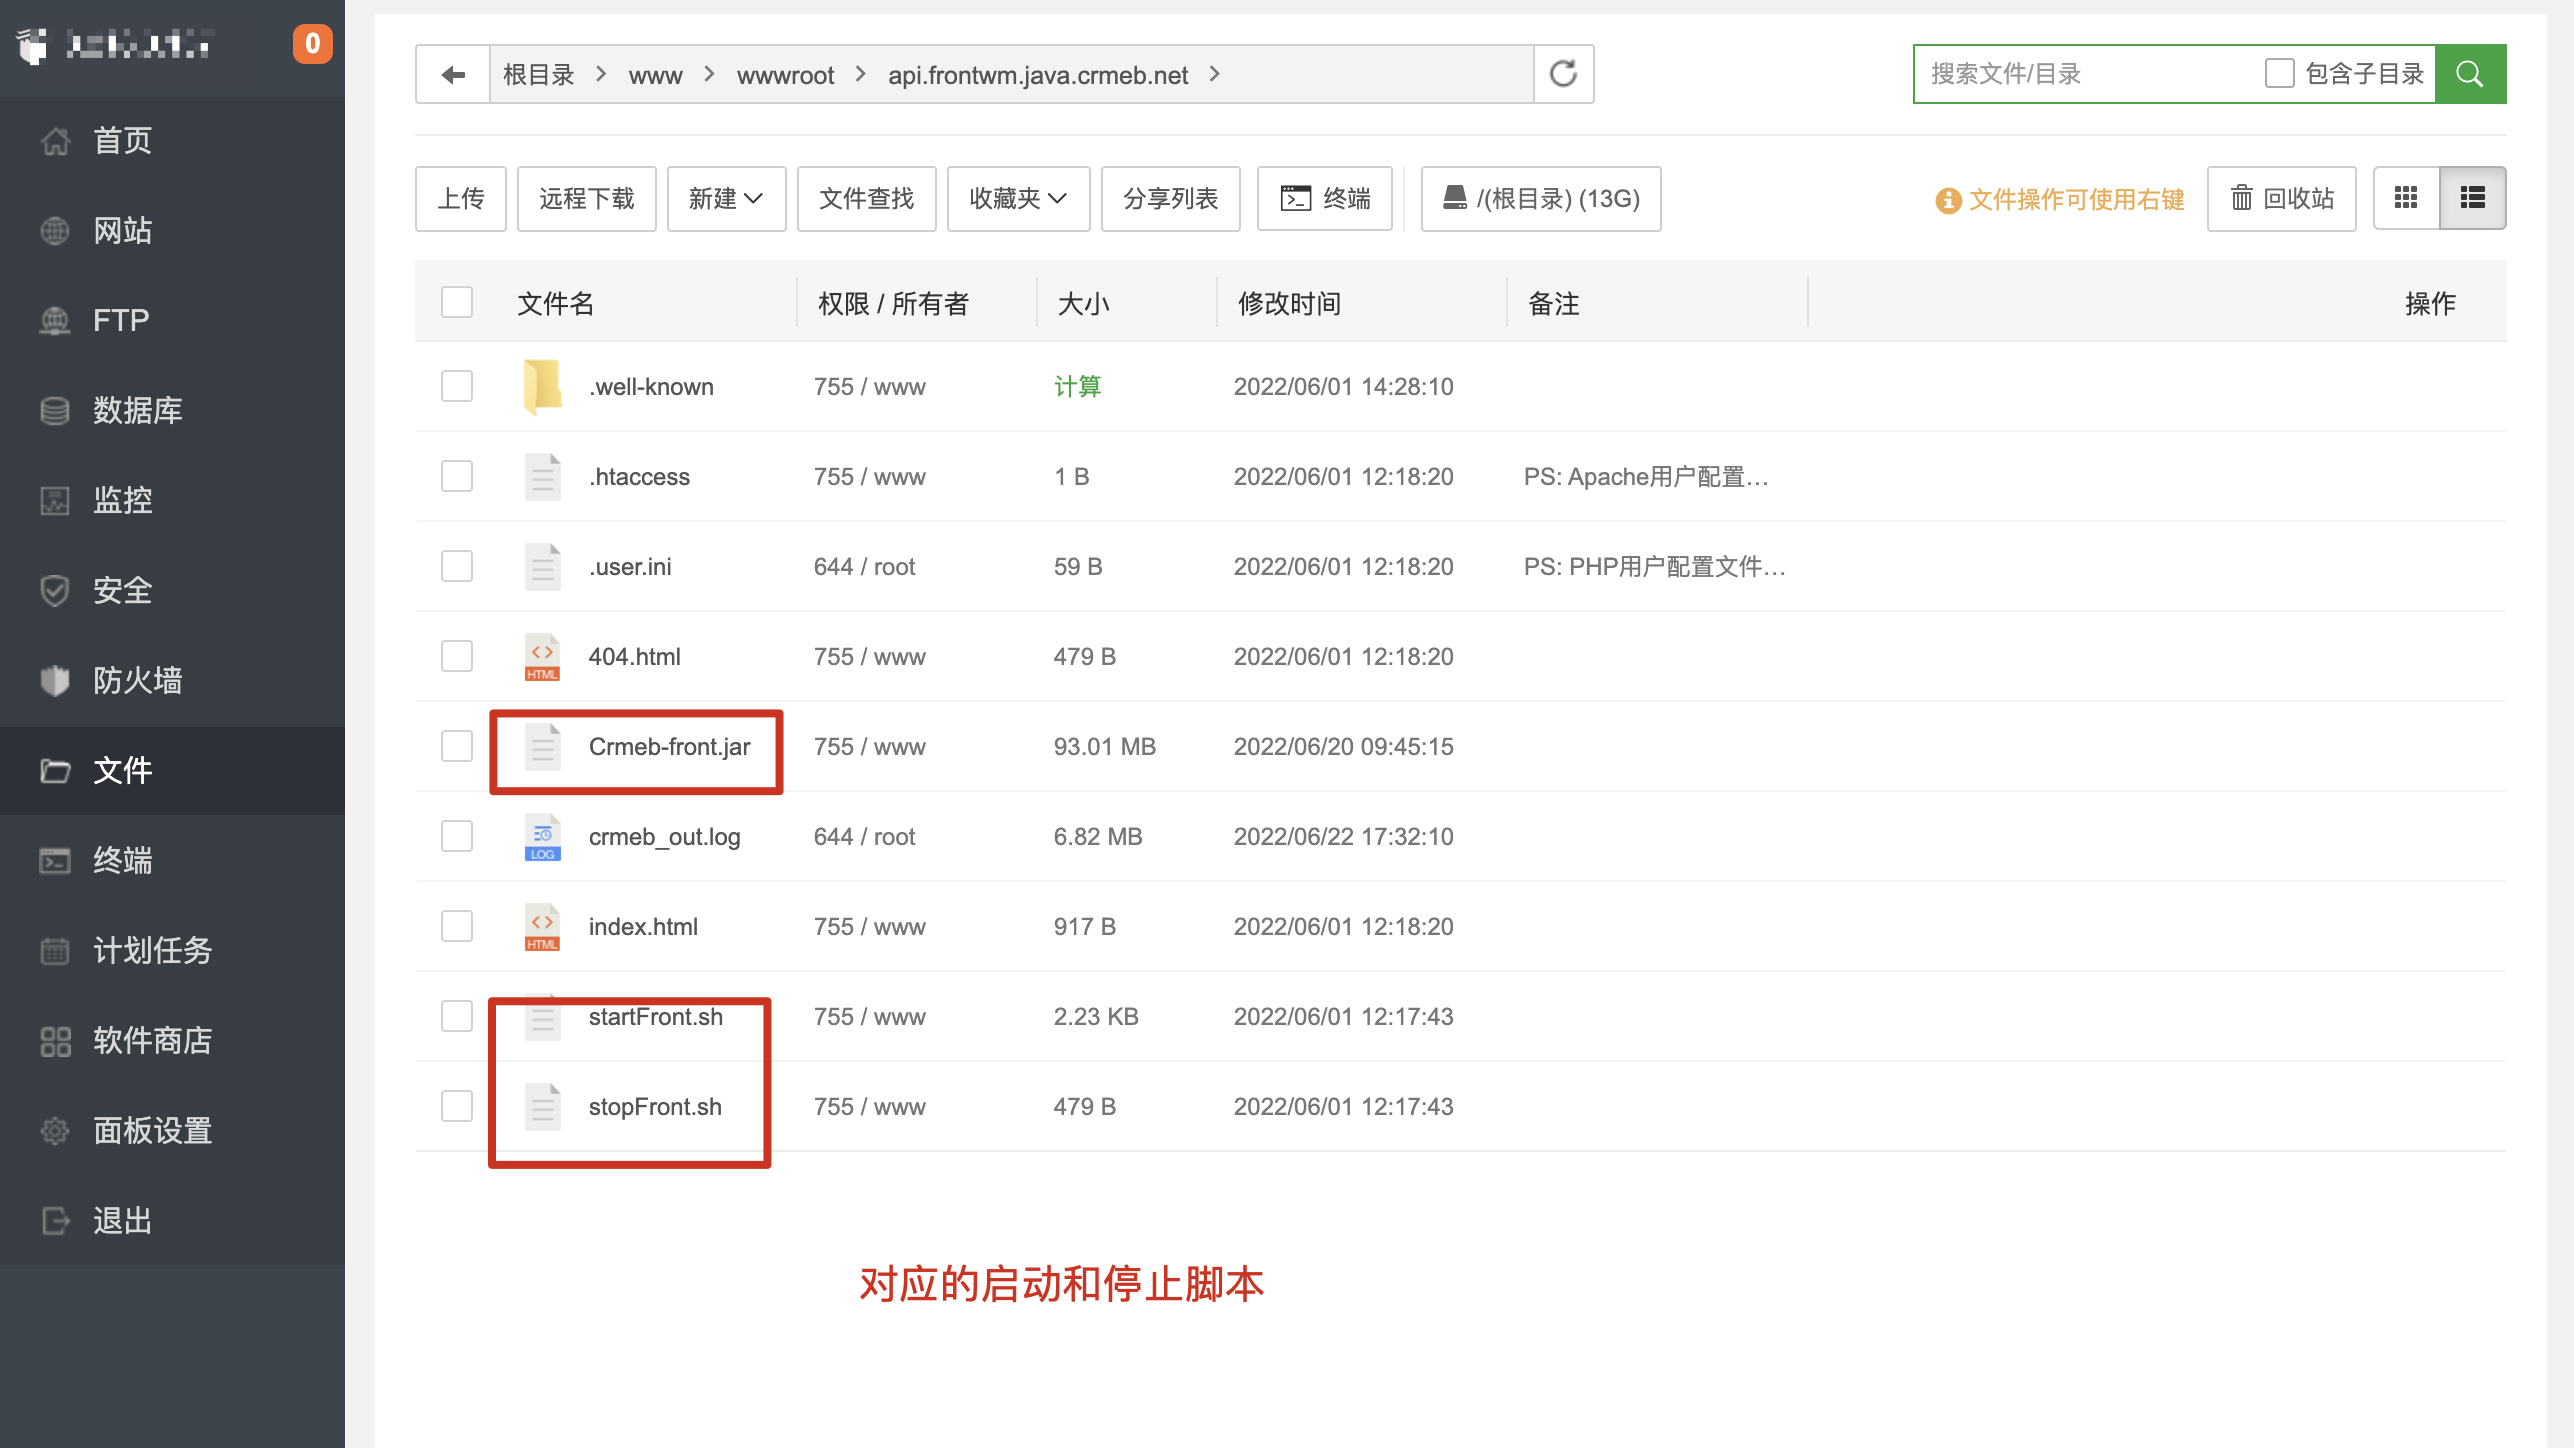 0
首页
网站
FTP
数据库
监控
安全
防火墙
文件
终端
计划任务
软件商店
面板设置
退出
根目录 > www > wwwroot > api.frontwm.java.crmeb.net >
搜索文件/目录 包含子目录
上传 远程下载 新建 文件查找 收藏夹 分享列表 终端 /(根目录) (13G) 文件操作可使用右键 回收站
文件名 权限 / 所有者 大小 修改时间 备注 操作
.well-known 755 / www 计算 2022/06/01 14:28:10
.htaccess 755 / www 1 B 2022/06/01 12:18:20 PS: Apache用户配置…
.user.ini 644 / root 59 B 2022/06/01 12:18:20 PS: PHP用户配置文件…
HTML 404.html 755 / www 479 B 2022/06/01 12:18:20
Crmeb-front.jar 755 / www 93.01 MB 2022/06/20 09:45:15
LOG crmeb_out.log 644 / root 6.82 MB 2022/06/22 17:32:10
HTML index.html 755 / www 917 B 2022/06/01 12:18:20
startFront.sh 755 / www 2.23 KB 2022/06/01 12:17:43
stopFront.sh 755 / www 479 B 2022/06/01 12:17:43
对应的启动和停止脚本